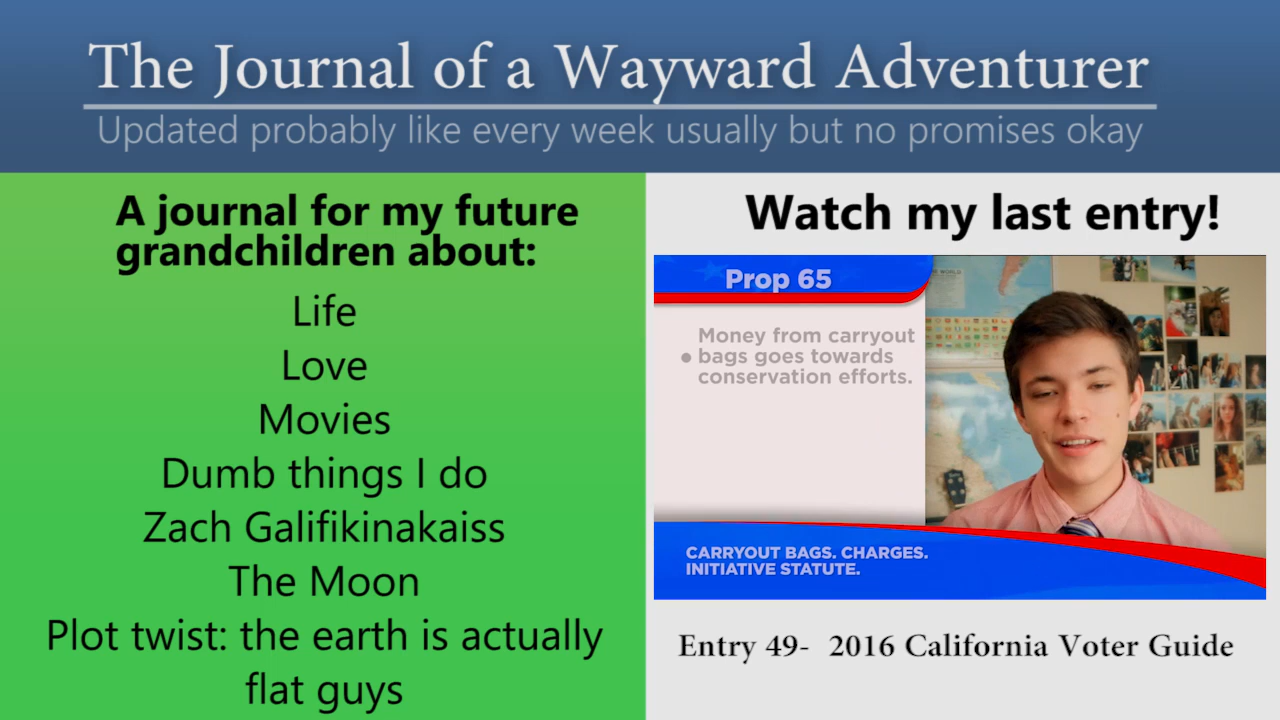 The Journal of a Wayward Adventurer
Updated probably like every week usually but no promises okay
A journal for my future
grandchildren about:
Life
Love
Movies
Dumb things I do
Zach Galifikinakaiss
The Moon
Plot twist: the earth is actually
flat guys
Watch my last entry!
Prop 65
Money from carryout
• bags goes towards
conservation efforts.
CARRYOUT BAGS. CHARGES.
INITIATIVE STATUTE.
Entry 49- 2016 California Voter Guide